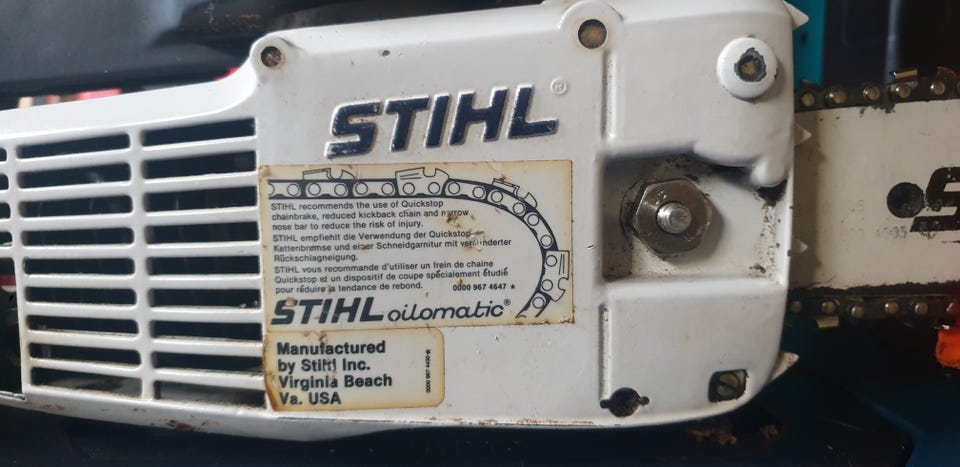 STIHL®
STIHL recommends the use of Quickstop
chainbrake, reduced kickback chain and narrow
nose bar to reduce the risk of injury.
STIHL empfiehlt die Verwendung der Quickstop-
Kettenbremse und einer Schneidgarnitur mit verminderter
Rückschlagneigung.
STIHL vous recommande d'utiliser un frein de chaine
Quickstop et un dispositif de coupe spécialement étudié
pour réduire la tendance de rebond. 0000 967 4647 *
STIHL oilomatic®
Manufactured
by Stihl Inc.
Virginia Beach
Va. USA
0000 967 4430 *